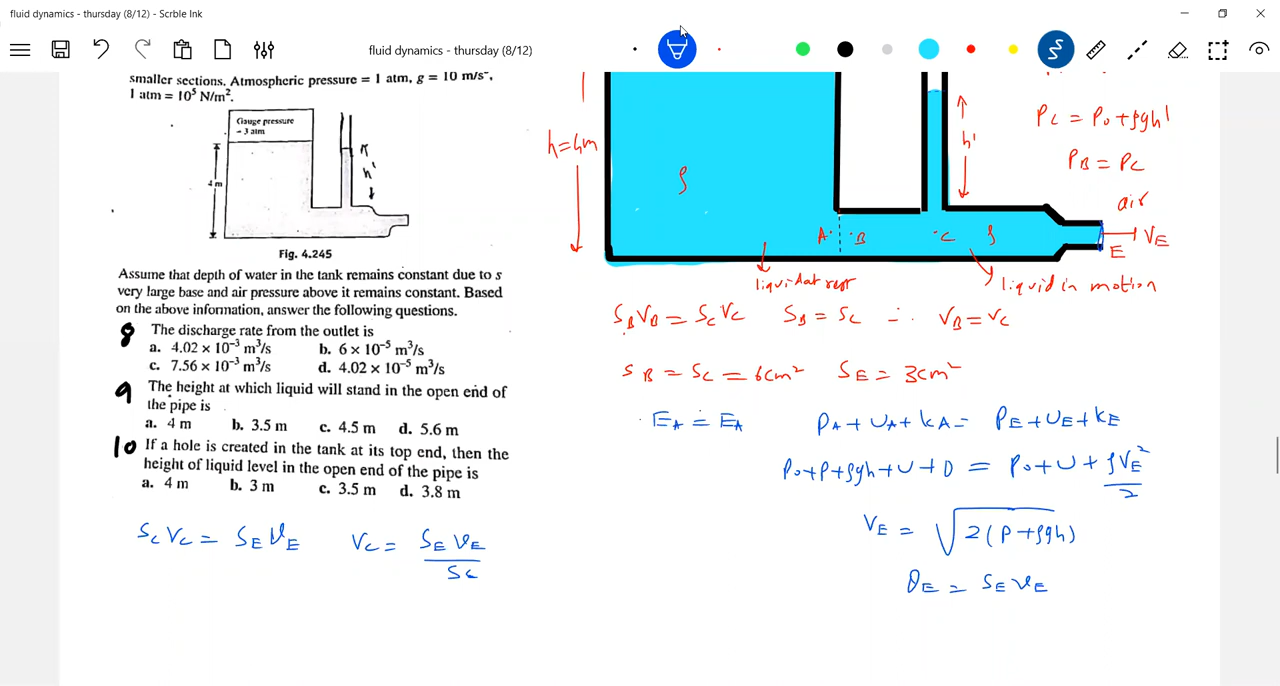 fluid dynamics - thursday (8/12) - Scrble Ink
fluid dynamics - thursday (8/12)
smaller sections. Atmospheric pressure = 1 atm, g = 10 m/s²,
1 atm = 10⁵ N/m².
Gauge pressure
= 3 atm
4 m
h'
Fig. 4.245
Assume that depth of water in the tank remains constant due to s
very large base and air pressure above it remains constant. Based
on the above information, answer the following questions.
8 The discharge rate from the outlet is
a. 4.02 × 10⁻³ m³/s b. 6 × 10⁻⁵ m³/s
c. 7.56 × 10⁻³ m³/s d. 4.02 × 10⁻⁵ m³/s
9 The height at which liquid will stand in the open end of
the pipe is
a. 4 m b. 3.5 m c. 4.5 m d. 5.6 m
10 If a hole is created in the tank at its top end, then the
height of liquid level in the open end of the pipe is
a. 4 m b. 3 m c. 3.5 m d. 3.8 m
S_C V_C = S_E V_E V_C = S_E V_E / S_C
h=4m
ρ
h'
P_C = P_0 + ρgh'
P_B = P_C
air
A B C ρ
E V_E
liquid at rest
liquid in motion
S_B V_B = S_C V_C S_B = S_C ∴ V_B = V_C
S_B = S_C = 6cm² S_E = 3cm²
E_A = E_A P_A + U_A + K_A = P_E + U_E + K_E
P_0 + P + ρgh + U + 0 = P_0 + U + ρV_E²/2
V_E = √2(P + ρgh)
Q_E = S_E V_E